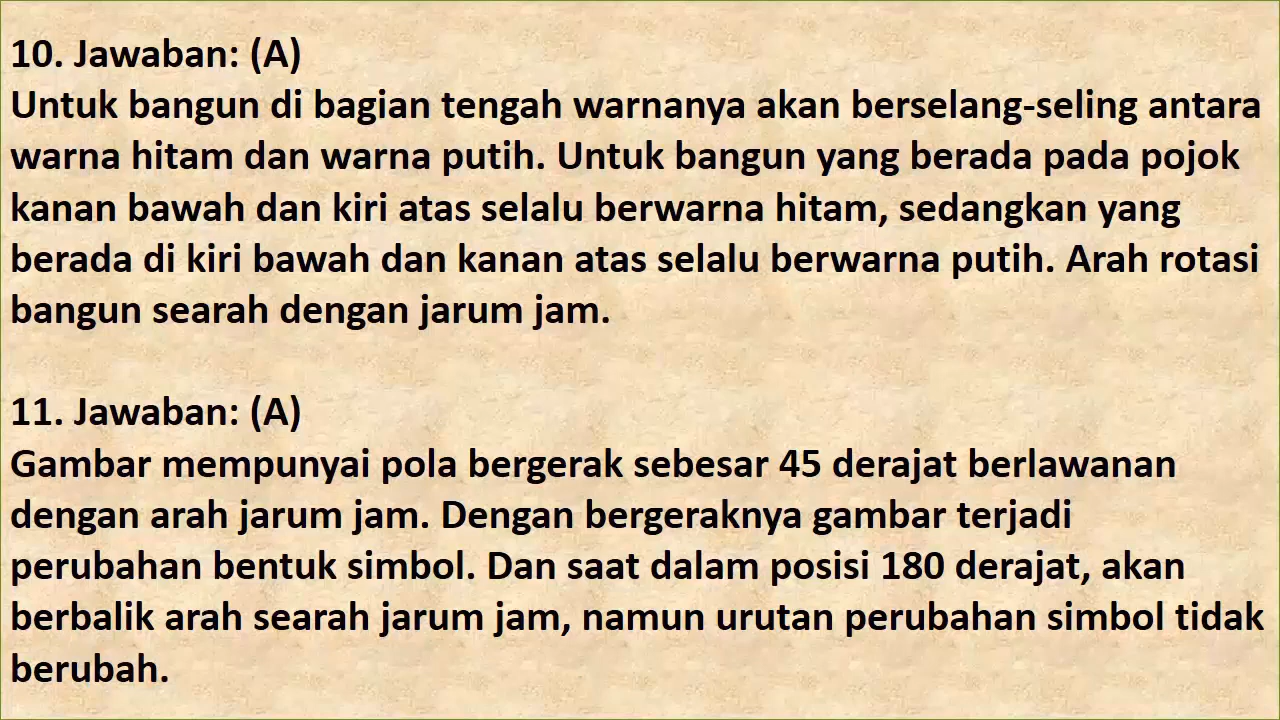 10. Jawaban: (A)
Untuk bangun di bagian tengah warnanya akan berselang-seling antara
warna hitam dan warna putih. Untuk bangun yang berada pada pojok
kanan bawah dan kiri atas selalu berwarna hitam, sedangkan yang
berada di kiri bawah dan kanan atas selalu berwarna putih. Arah rotasi
bangun searah dengan jarum jam.
11. Jawaban: (A)
Gambar mempunyai pola bergerak sebesar 45 derajat berlawanan
dengan arah jarum jam. Dengan bergeraknya gambar terjadi
perubahan bentuk simbol. Dan saat dalam posisi 180 derajat, akan
berbalik arah searah jarum jam, namun urutan perubahan simbol tidak
berubah.